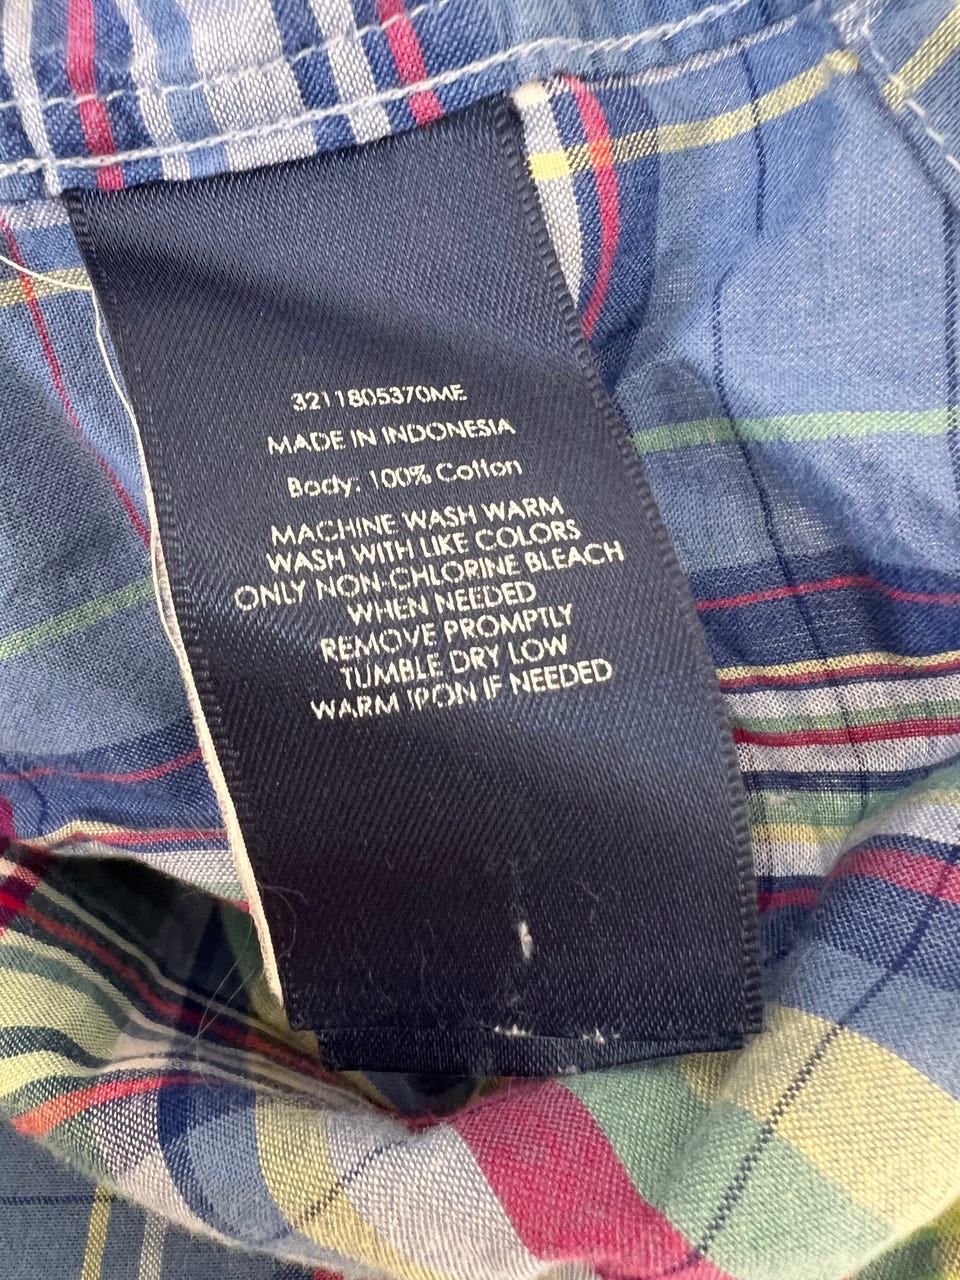 3211805370ME
MADE IN INDONESIA
Body: 100% Cotton
MACHINE WASH WARM
WASH WITH LIKE COLORS
ONLY NON-CHLORINE BLEACH
WHEN NEEDED
REMOVE PROMPTLY
TUMBLE DRY LOW
WARM IRON IF NEEDED